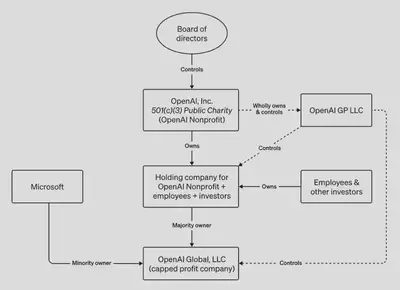 Board of
directors
Controls
OpenAI, Inc.
501(c)(3) Public Charity
(OpenAI Nonprofit)
Wholly owns
& controls
OpenAI GP LLC
Owns
Controls
Microsoft
Holding company for
OpenAI Nonprofit +
employees + investors
Owns
Employees &
other investors
Majority owner
Minority owner
OpenAI Global, LLC
(capped profit company)
Controls